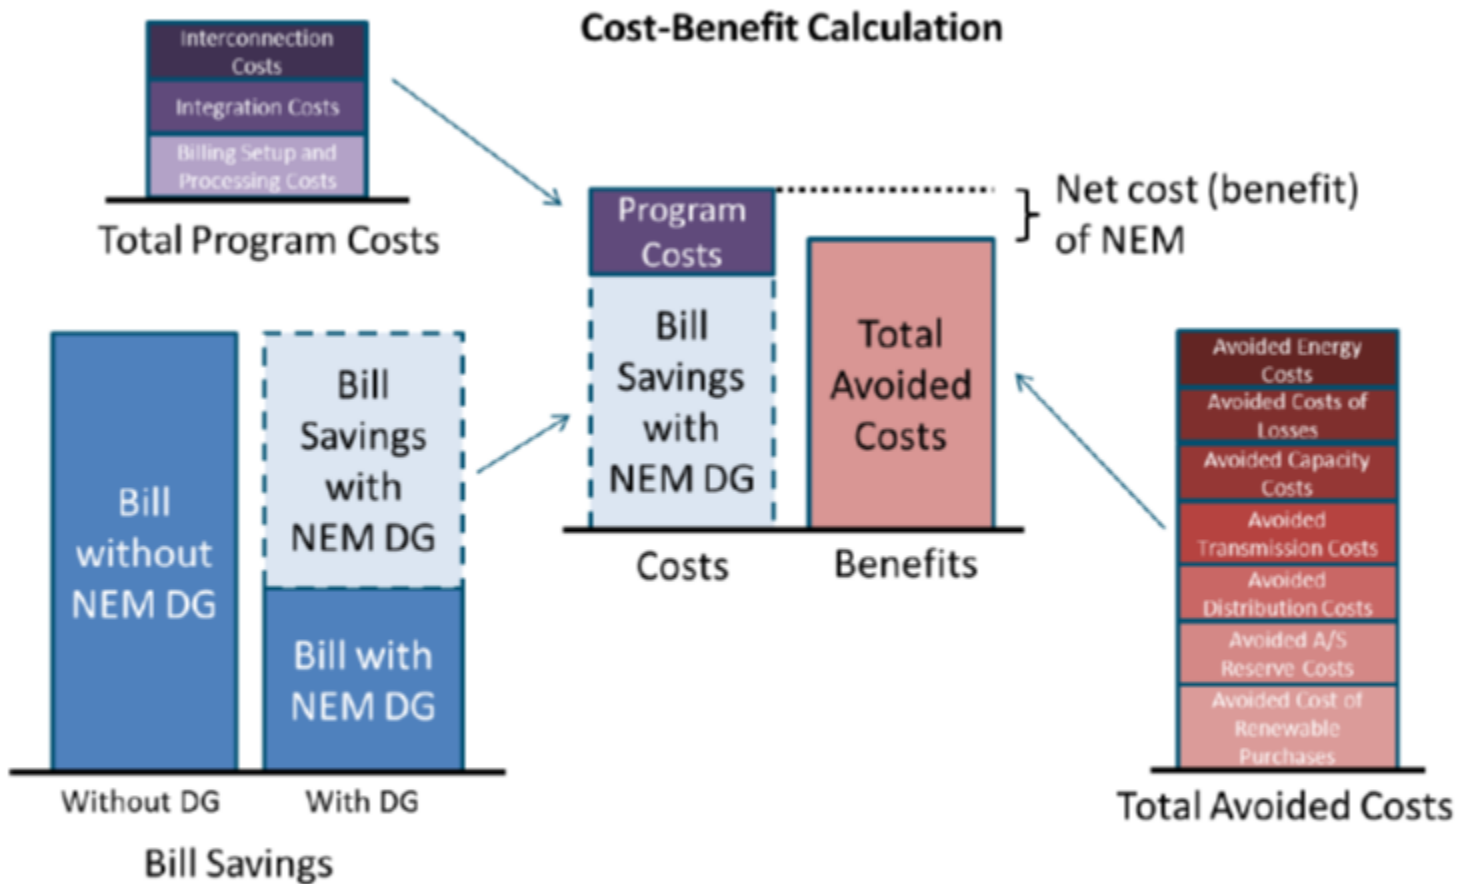 Cost-Benefit Calculation
Interconnection
Costs
Integration Costs
Billing Setup and
Processing Costs
Total Program Costs
Program
Costs
Bill
Savings
with
NEM DG
Costs
Total
Avoided
Costs
Benefits
Net cost (benefit)
of NEM
Bill
without
NEM DG
Without DG
Bill
Savings
with
NEM DG
Bill with
NEM DG
With DG
Bill Savings
Avoided Energy
Costs
Avoided Costs of
Losses
Avoided Capacity
Costs
Avoided
Transmission Costs
Avoided
Distribution Costs
Avoided A/S
Reserve Costs
Avoided Cost of
Renewable
Purchases
Total Avoided Costs